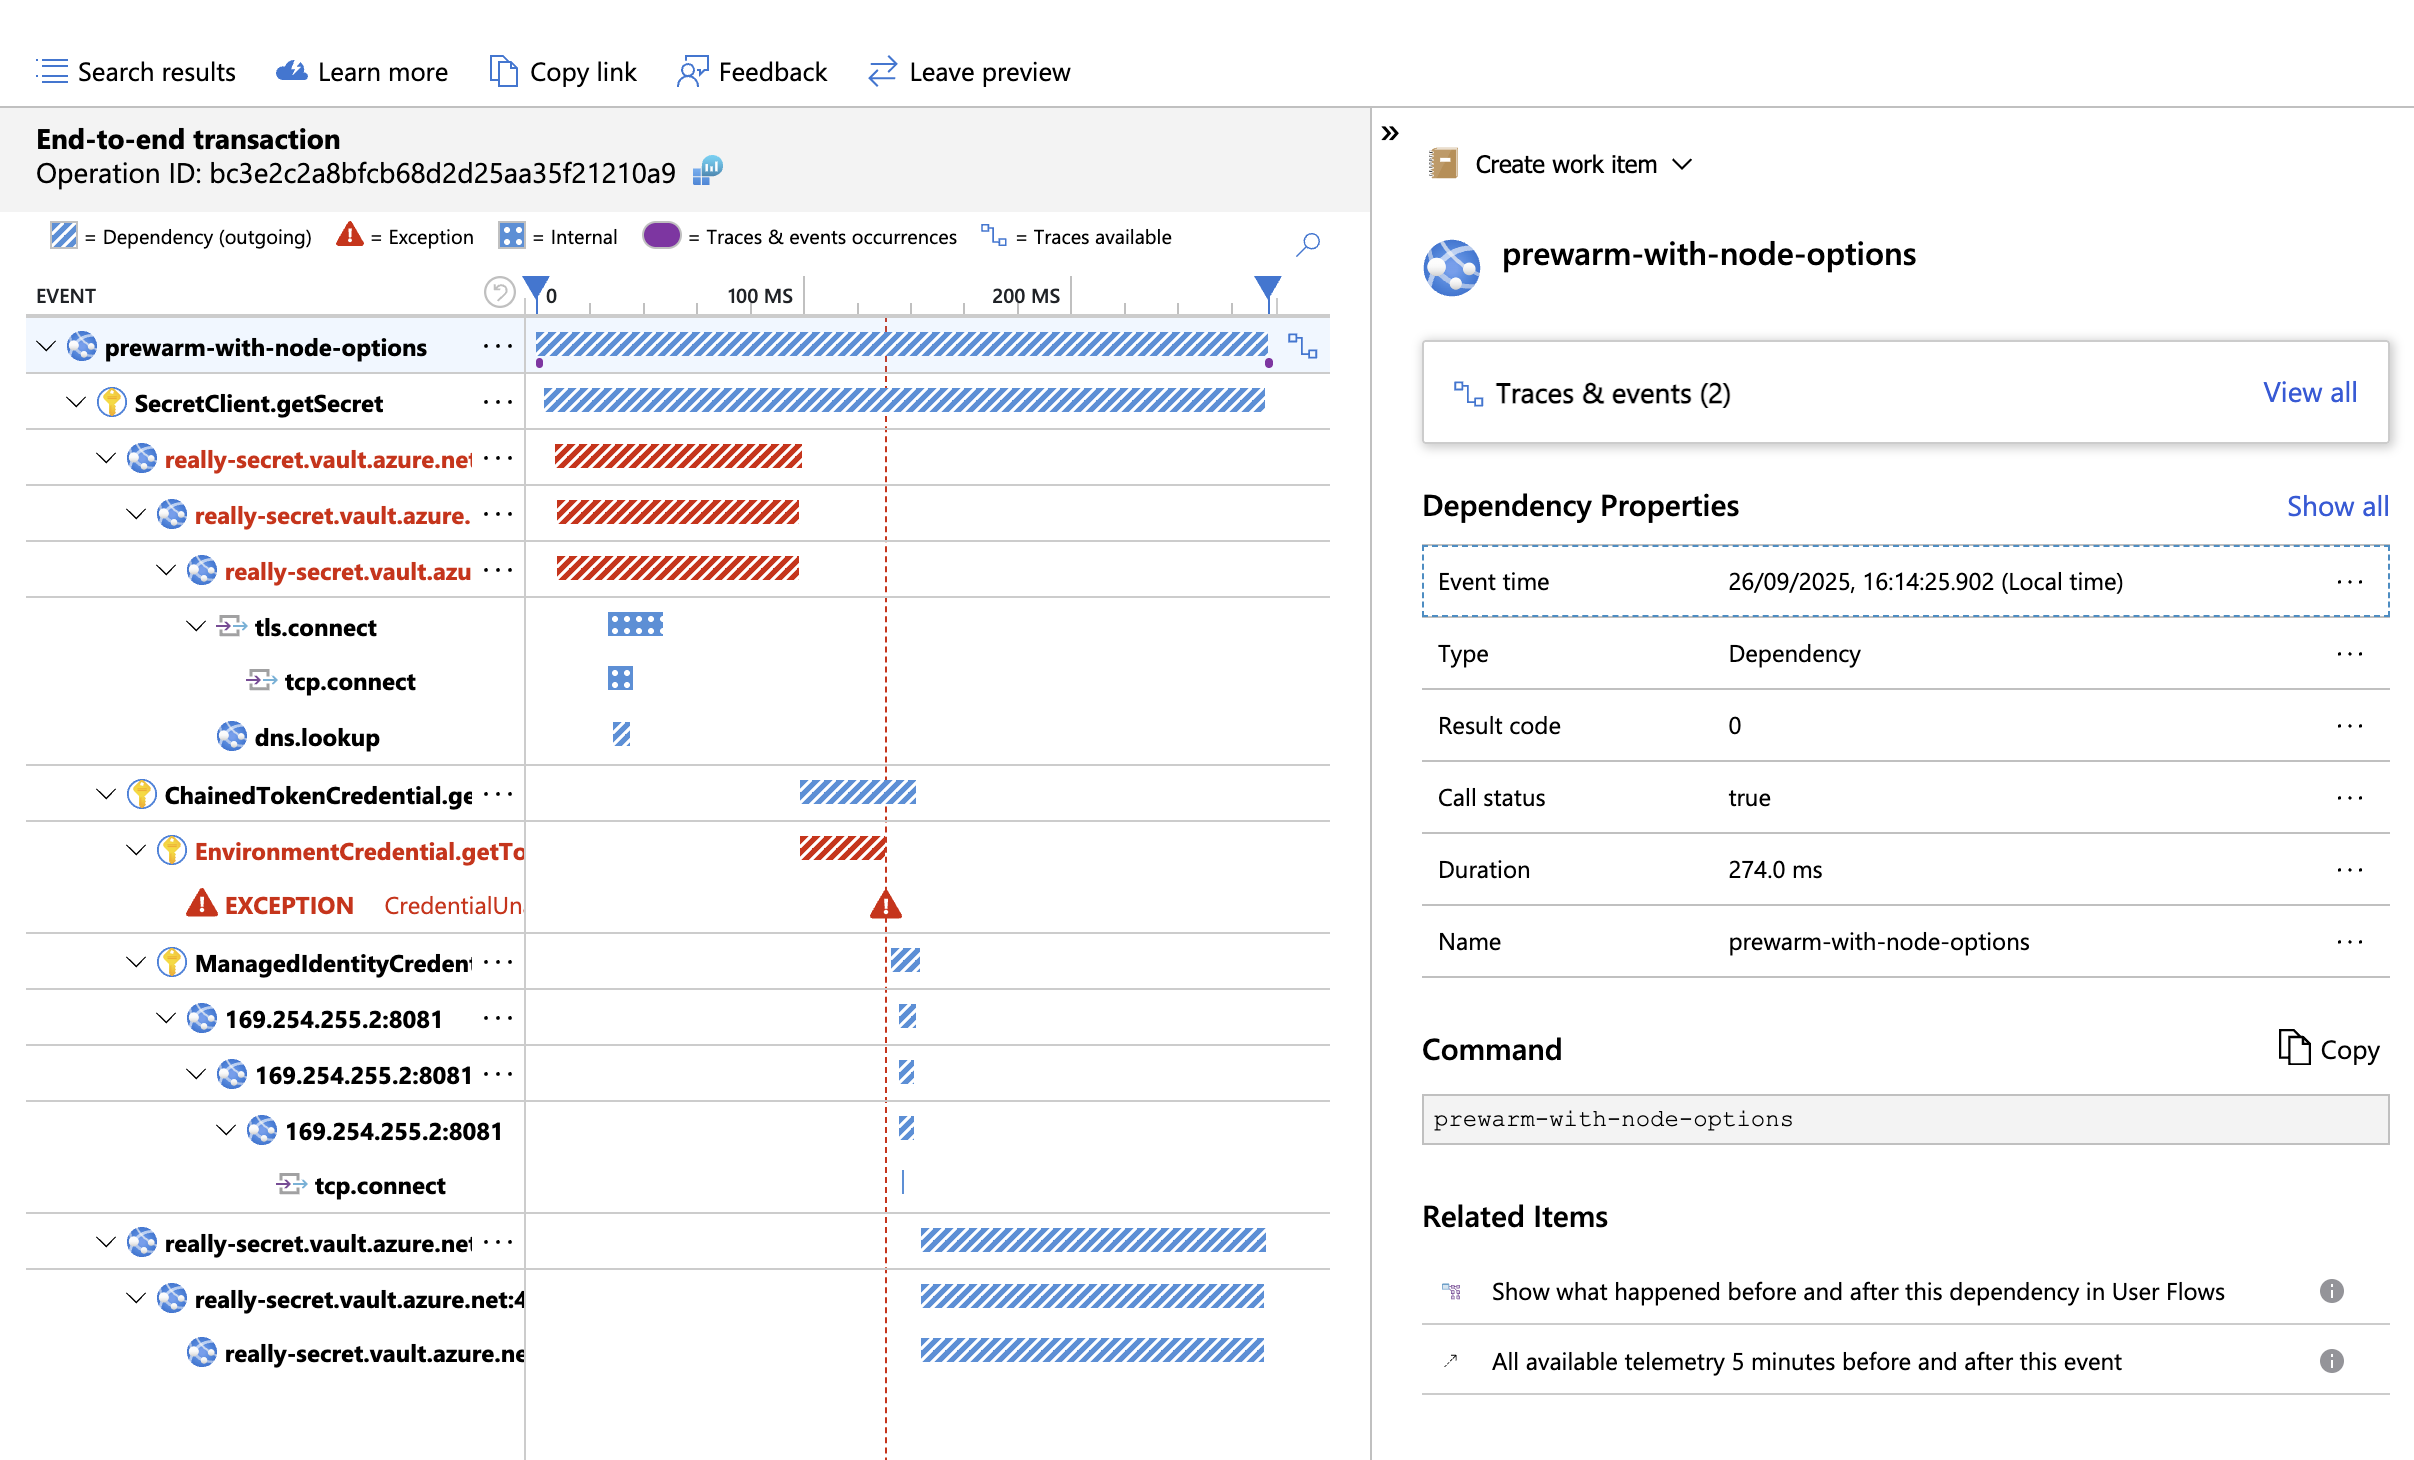 Search results
Learn more
Copy link
Feedback
Leave preview
End-to-end transaction
Operation ID: bc3e2c2a8bfcb68d2d25aa35f21210a9
= Dependency (outgoing)
= Exception
= Internal
= Traces & events occurrences
= Traces available
EVENT
0
100 MS
200 MS
prewarm-with-node-options ···
SecretClient.getSecret ···
really-secret.vault.azure.net ···
really-secret.vault.azure. ···
really-secret.vault.azu ···
tls.connect
tcp.connect
dns.lookup
ChainedTokenCredential.ge ···
EnvironmentCredential.getTo
EXCEPTION CredentialUna
ManagedIdentityCredent ···
169.254.255.2:8081 ···
169.254.255.2:8081 ···
169.254.255.2:8081
tcp.connect
really-secret.vault.azure.net ···
really-secret.vault.azure.net:4
really-secret.vault.azure.ne
»
Create work item
prewarm-with-node-options
Traces & events (2)
View all
Dependency Properties
Show all
Event time 26/09/2025, 16:14:25.902 (Local time) ···
Type Dependency ···
Result code 0 ···
Call status true ···
Duration 274.0 ms ···
Name prewarm-with-node-options ···
Command
Copy
prewarm-with-node-options
Related Items
Show what happened before and after this dependency in User Flows
All available telemetry 5 minutes before and after this event